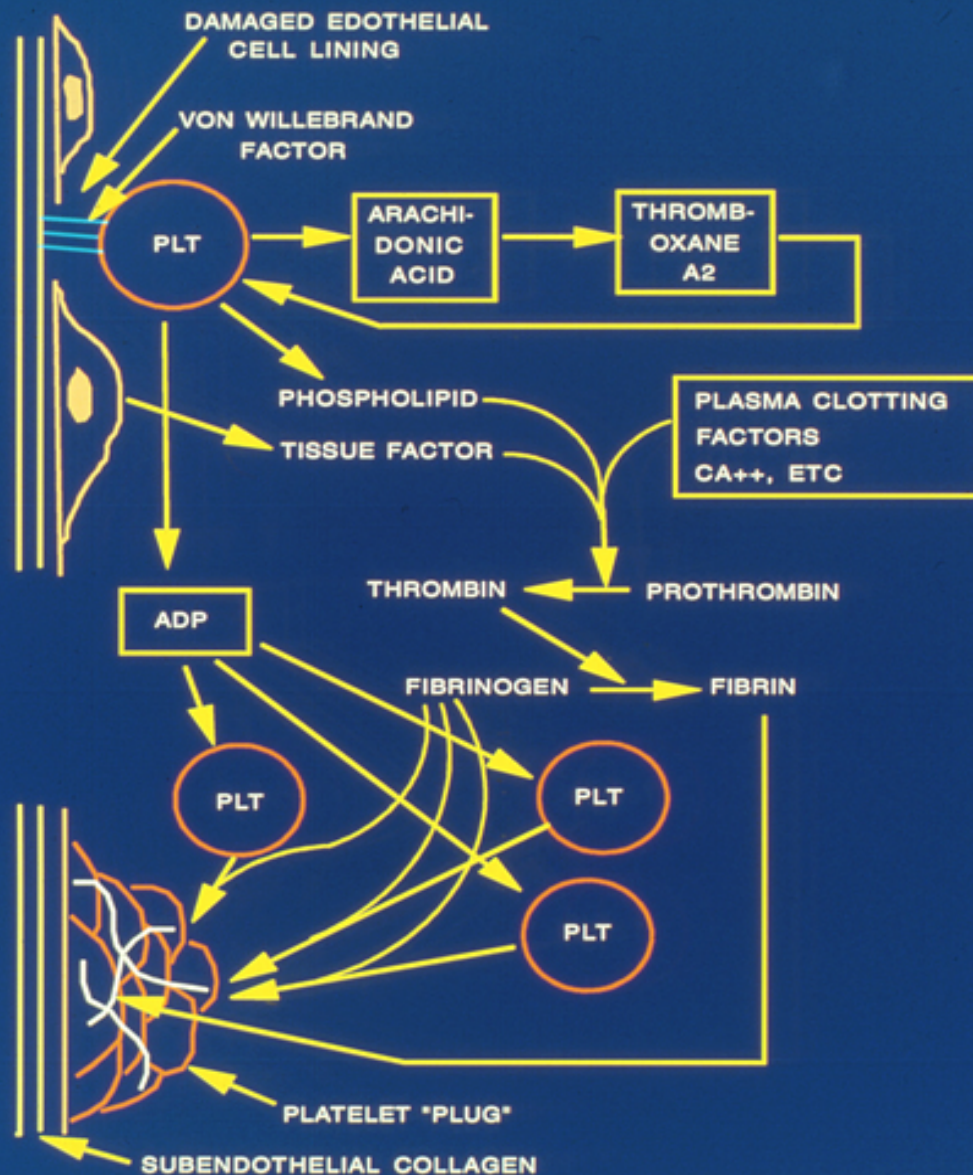 DAMAGED EDOTHELIAL
CELL LINING
VON WILLEBRAND
FACTOR
PLT
ARACHI-
DONIC
ACID
THROMB-
OXANE
A2
PHOSPHOLIPID
TISSUE FACTOR
PLASMA CLOTTING
FACTORS
CA++, ETC
THROMBIN
PROTHROMBIN
ADP
FIBRINOGEN
FIBRIN
PLT
PLT
PLT
PLATELET "PLUG"
SUBENDOTHELIAL COLLAGEN